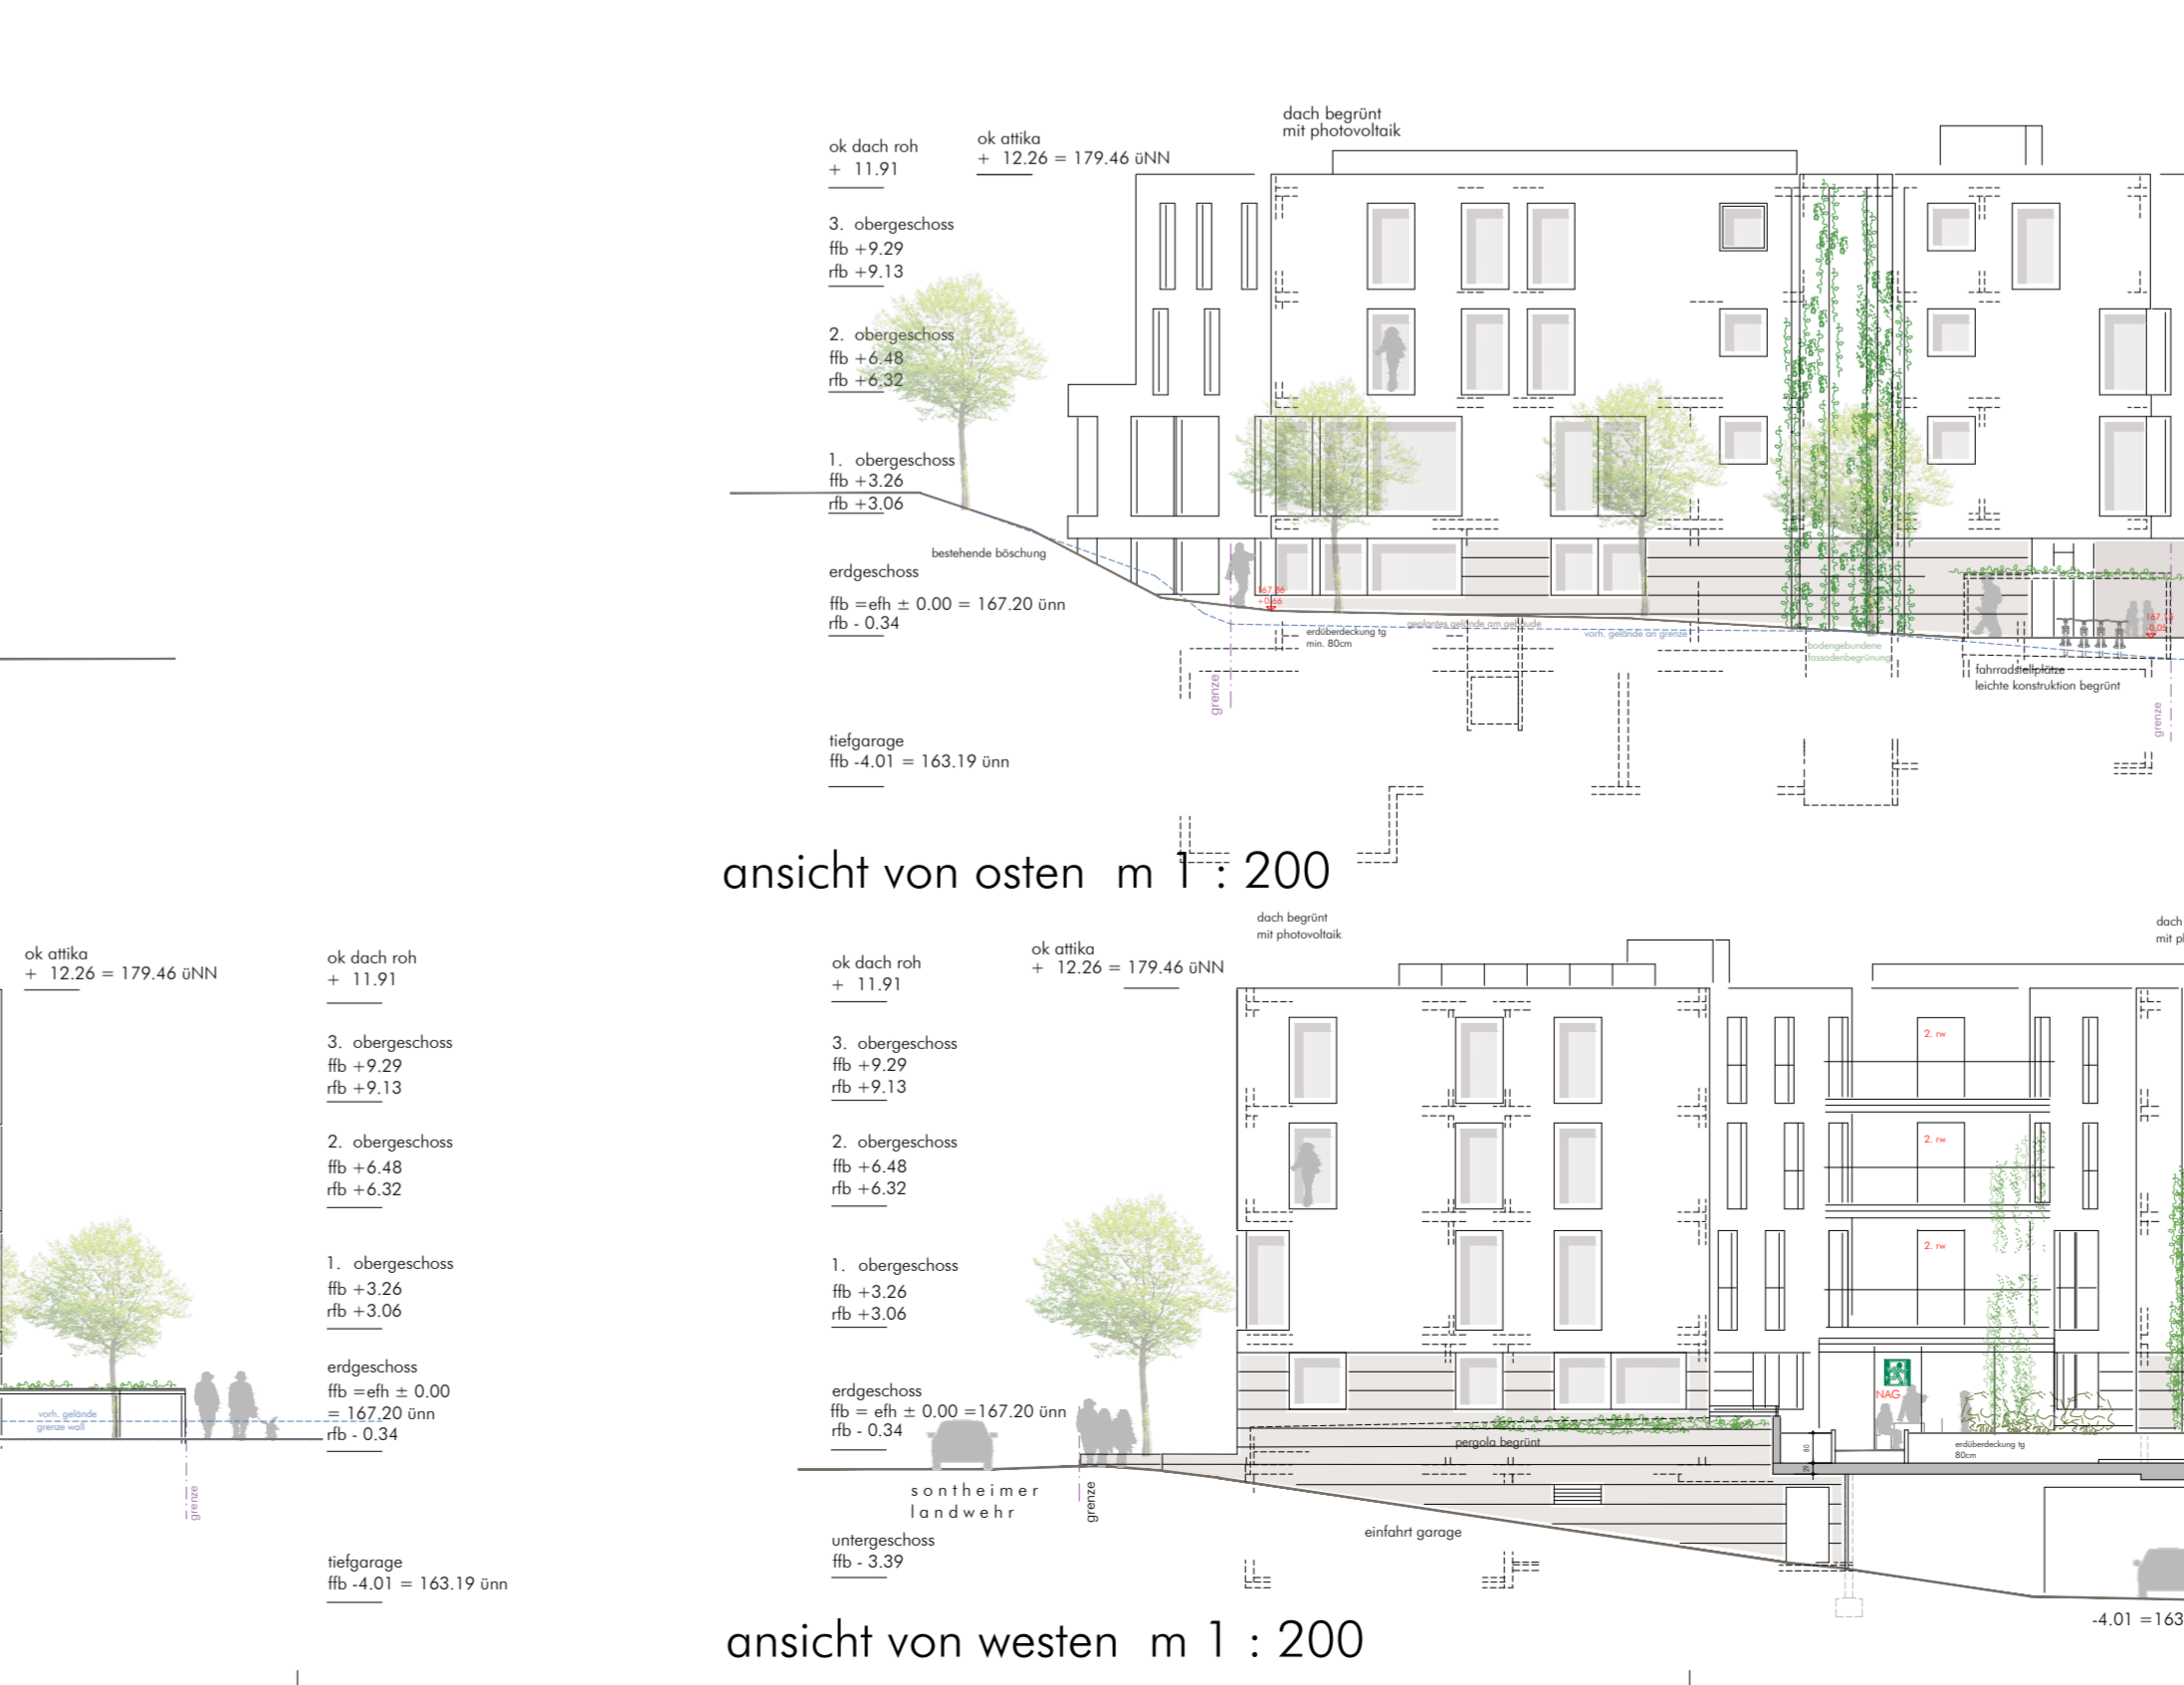 dach begrünt
mit photovoltaik
ok dach roh
+ 11.91
ok attika
+ 12.26 = 179.46 üNN
3. obergeschoss
ffb +9.29
rfb +9.13
2. obergeschoss
ffb +6.48
rfb +6.32
1. obergeschoss
ffb +3.26
rfb +3.06
bestehende böschung
erdgeschoss
ffb =efh ± 0.00 = 167.20 ünn
rfb - 0.34
erdüberdeckung tg
min. 80cm
geplantes gelände am gebäude
vorh. gelände an grenze
bodengebundene
fassadenbegrünung
fahrradstellplätze
leichte konstruktion begrünt
grenze
grenze
tiefgarage
ffb -4.01 = 163.19 ünn
ansicht von osten m 1 : 200
ok attika
+ 12.26 = 179.46 üNN
ok dach roh
+ 11.91
3. obergeschoss
ffb +9.29
rfb +9.13
2. obergeschoss
ffb +6.48
rfb +6.32
1. obergeschoss
ffb +3.26
rfb +3.06
erdgeschoss
ffb =efh ± 0.00
= 167.20 ünn
rfb - 0.34
vorh. gelände
grenze wall
grenze
tiefgarage
ffb -4.01 = 163.19 ünn
dach begrünt
mit photovoltaik
dach
ok dach roh
+ 11.91
ok attika
+ 12.26 = 179.46 üNN
3. obergeschoss
ffb +9.29
rfb +9.13
2. obergeschoss
ffb +6.48
rfb +6.32
1. obergeschoss
ffb +3.26
rfb +3.06
erdgeschoss
ffb = efh ± 0.00 =167.20 ünn
rfb - 0.34
2. rw
2. rw
2. rw
NAG
pergola begrünt
erdüberdeckung tg
80cm
80
sontheimer
landwehr
grenze
einfahrt garage
untergeschoss
ffb - 3.39
-4.01 =163
ansicht von westen m 1 : 200